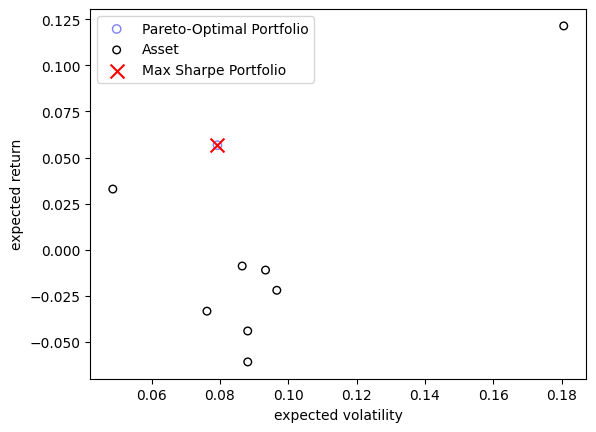 Pareto-Optimal Portfolio
Asset
Max Sharpe Portfolio
0.125
0.100
0.075
0.050
0.025
0.000
−0.025
−0.050
expected return
0.06 0.08 0.10 0.12 0.14 0.16 0.18
expected volatility